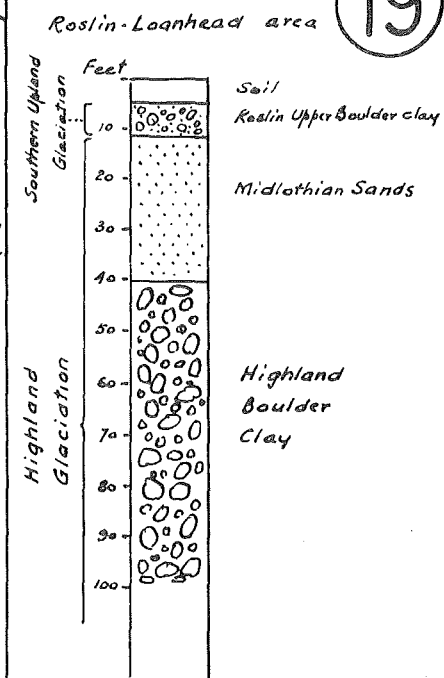 Roslin-Loanhead area
19
Feet
Soil
Roslin Upper Boulder clay
Southern Upland
Glaciation
10
20
Midlothian Sands
30
40
50
60
Highland
Boulder
Clay
70
80
90
100
Highland
Glaciation